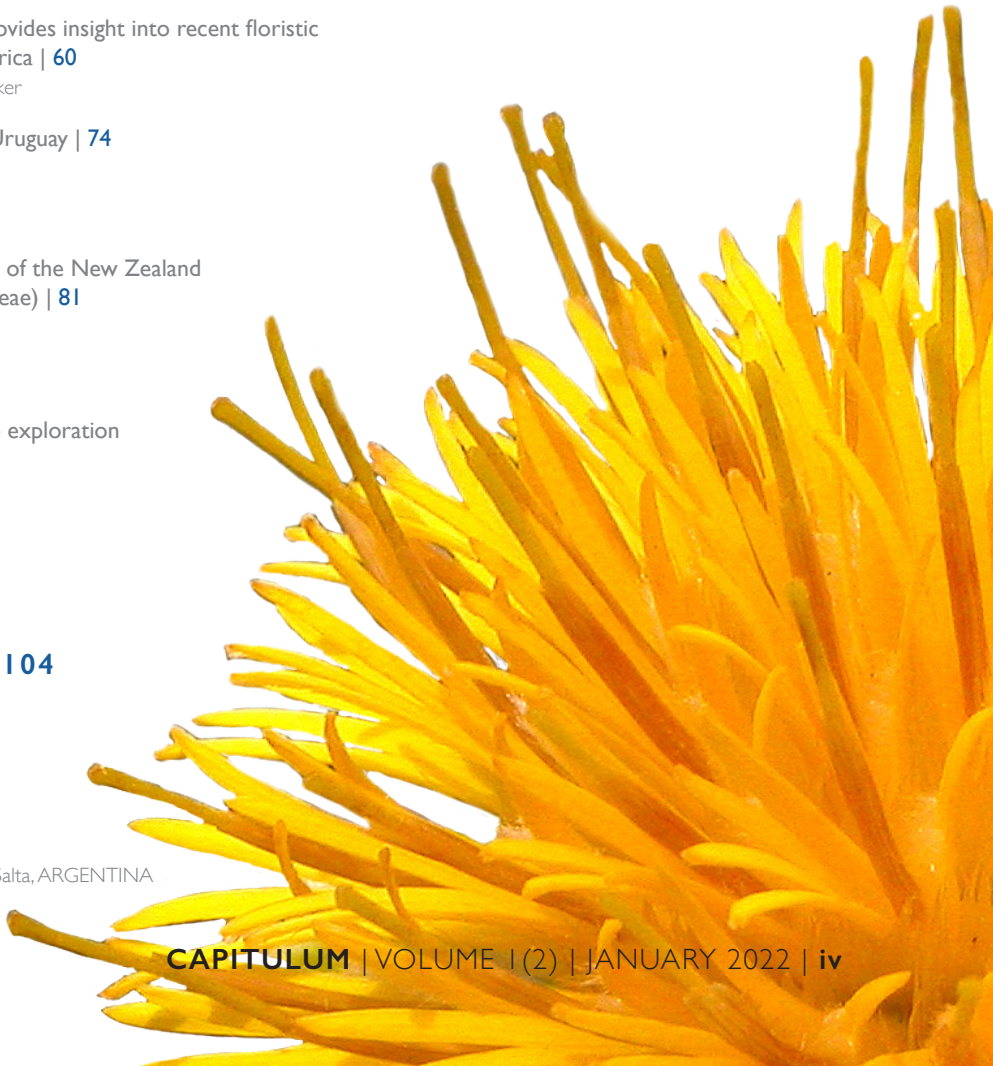 ovides insight into recent floristic
rica | 60
ker
Uruguay | 74
of the New Zealand
eae) | 81
exploration
104
Salta, ARGENTINA
CAPITULUM | VOLUME 1(2) | JANUARY 2022 | iv